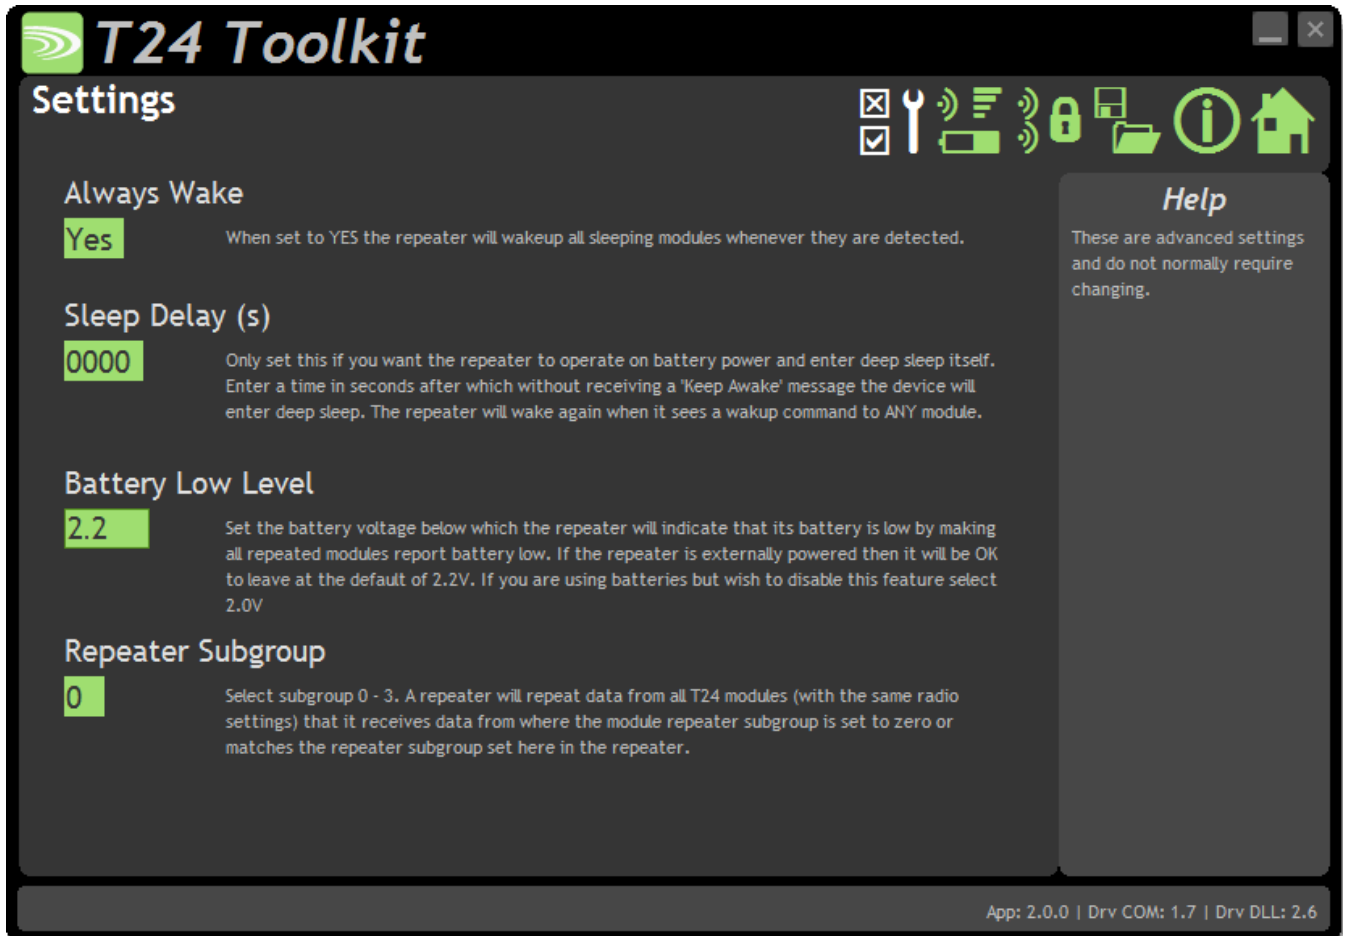 T24 Toolkit
Settings
Always Wake
Yes
When set to YES the repeater will wakeup all sleeping modules whenever they are detected.
Sleep Delay (s)
0000
Only set this if you want the repeater to operate on battery power and enter deep sleep itself.
Enter a time in seconds after which without receiving a 'Keep Awake' message the device will
enter deep sleep. The repeater will wake again when it sees a wakup command to ANY module.
Battery Low Level
2.2
Set the battery voltage below which the repeater will indicate that its battery is low by making
all repeated modules report battery low. If the repeater is externally powered then it will be OK
to leave at the default of 2.2V. If you are using batteries but wish to disable this feature select
2.0V
Repeater Subgroup
0
Select subgroup 0 - 3. A repeater will repeat data from all T24 modules (with the same radio
settings) that it receives data from where the module repeater subgroup is set to zero or
matches the repeater subgroup set here in the repeater.
Help
These are advanced settings
and do not normally require
changing.
App: 2.0.0 | Drv COM: 1.7 | Drv DLL: 2.6